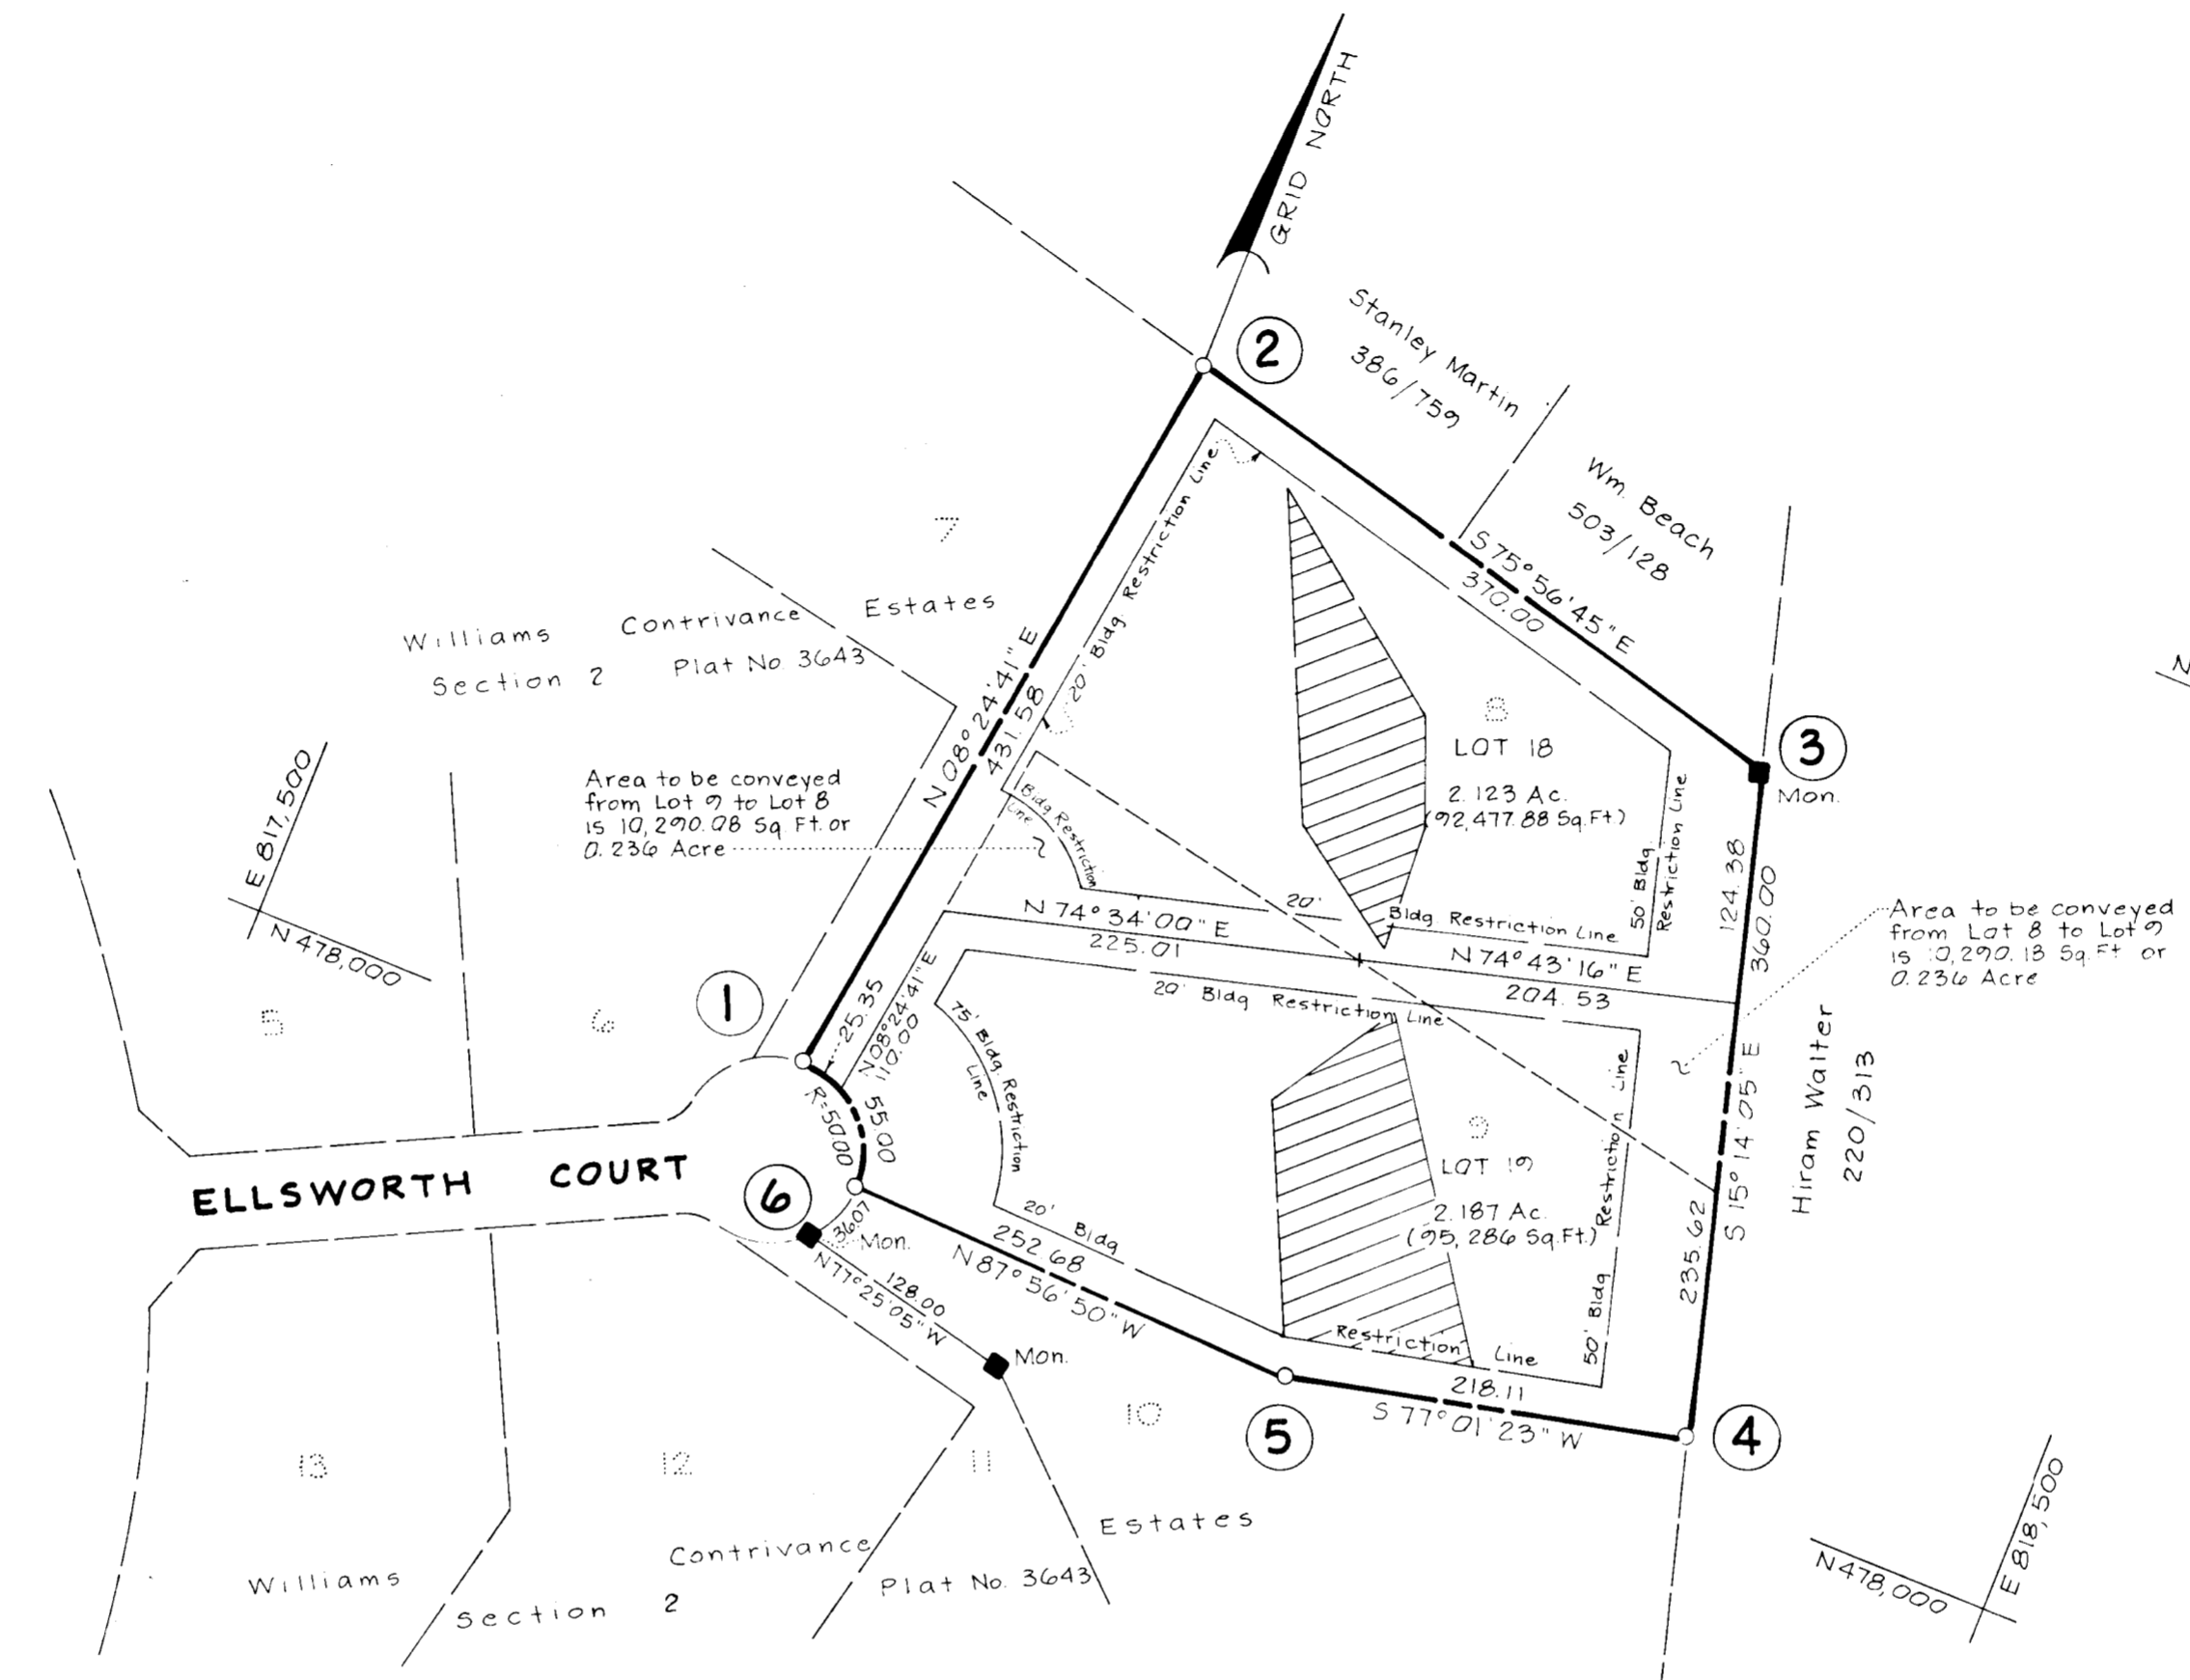 GRID NORTH
2
Stanley Martin
386/759
Wm. Beach
503/128
S 75° 56' 45" E
370.00
3
Mon.
7
Williams Contrivance Estates
Section 2 Plat No. 3643
N 08° 24' 41" E
431.58
20' Bldg. Restriction Line
Area to be conveyed
from Lot 9 to Lot 8
is 10,290.08 Sq. Ft. or
0.236 Acre
Bldg. Restriction
Line
8
LOT 18
2.123 Ac.
(92,477.88 Sq.Ft.)
50' Bldg.
Restriction Line
124.38
360.00
Area to be conveyed
from Lot 8 to Lot 9
is 10,290.13 Sq.Ft. or
0.236 Acre
E 817,500
N 478,000
5
6
1
25.35
N 08° 24' 41" E
110.00
N 74° 34' 00" E
225.01
20'
Bldg. Restriction Line
N 74° 43' 16" E
204.53
20' Bldg Restriction Line
75' Bldg. Restriction
Line
R=50.00
55.00
ELLSWORTH COURT
6
36.07
Mon.
128.00
N 77° 25' 05" W
Mon.
252.68
N 87° 56' 50" W
20' Bldg
Restriction Line
9
LOT 19
2.187 Ac.
(95,286 Sq.Ft.)
50' Bldg Restriction Line
235.62
S 15° 14' 05" E
Hiram Walter
220/313
218.11
S 77° 01' 23" W
5
4
10
11
12
13
Williams Contrivance Estates
Section 2 Plat No. 3643
N 478,000
E 818,500